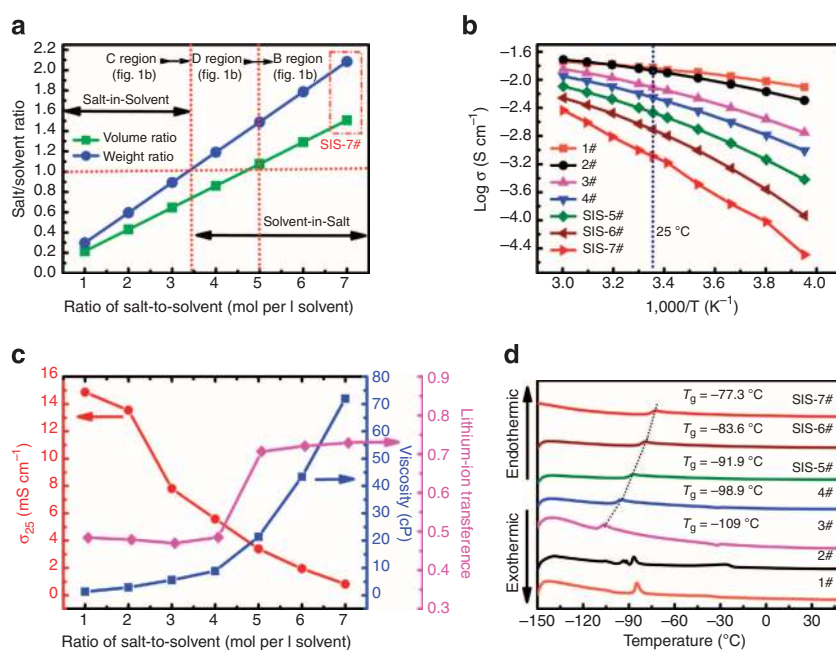 a
C region
(fig. 1b)
D region
(fig. 1b)
B region
(fig. 1b)
Salt-in-Solvent
Volume ratio
Weight ratio
SIS-7#
Solvent-in-Salt
Salt/solvent ratio
2.2
2.0
1.8
1.6
1.4
1.2
1.0
0.8
0.6
0.4
0.2
0.0
1 2 3 4 5 6 7
Ratio of salt-to-solvent (mol per l solvent)
b
Log σ (S cm⁻¹)
−1.6
−2.0
−2.4
−2.8
−3.2
−3.6
−4.0
−4.4
1#
2#
3#
4#
SIS-5#
SIS-6#
SIS-7#
25 °C
3.0 3.2 3.4 3.6 3.8 4.0
1,000/T (K⁻¹)
c
σ₂₅ (mS cm⁻¹)
16
14
12
10
8
6
4
2
0
80
70
60
50
40
30
20
10
0
Viscosity (cP)
0.9
0.8
0.7
0.6
0.5
0.4
0.3
Lithium-ion transference
1 2 3 4 5 6 7
Ratio of salt-to-solvent (mol per l solvent)
d
Endothermic
Exothermic
Tg = −77.3 °C SIS-7#
Tg = −83.6 °C SIS-6#
Tg = −91.9 °C SIS-5#
Tg = −98.9 °C 4#
Tg = −109 °C 3#
2#
1#
−150 −120 −90 −60 −30 0 30
Temperature (°C)